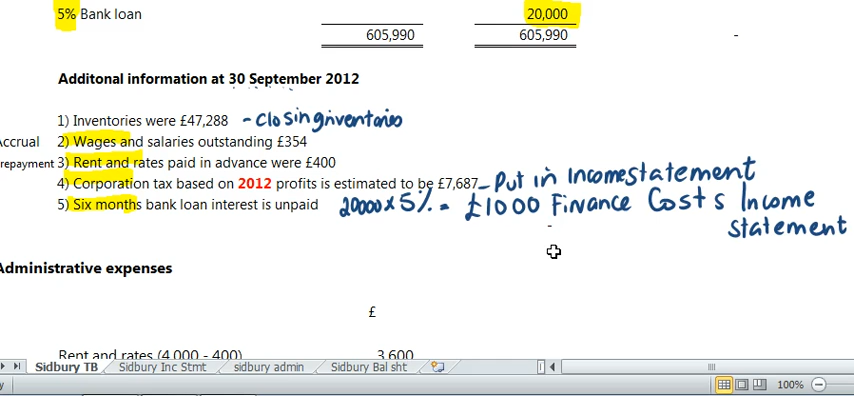 5% Bank loan 20,000
605,990 605,990 -
Additonal information at 30 September 2012
1) Inventories were £47,288 - closing inventories
ccrual 2) Wages and salaries outstanding £354
repayment 3) Rent and rates paid in advance were £400
4) Corporation tax based on 2012 profits is estimated to be £7,687 - Put in Income statement
5) Six months bank loan interest is unpaid 20000 x 5% = £1000 Finance Costs Income
statement
-
Administrative expenses
£
Rent and rates (4,000 - 400) 3,600
Sidbury TB Sidbury Inc Stmt sidbury admin Sidbury Bal sht
y 100%